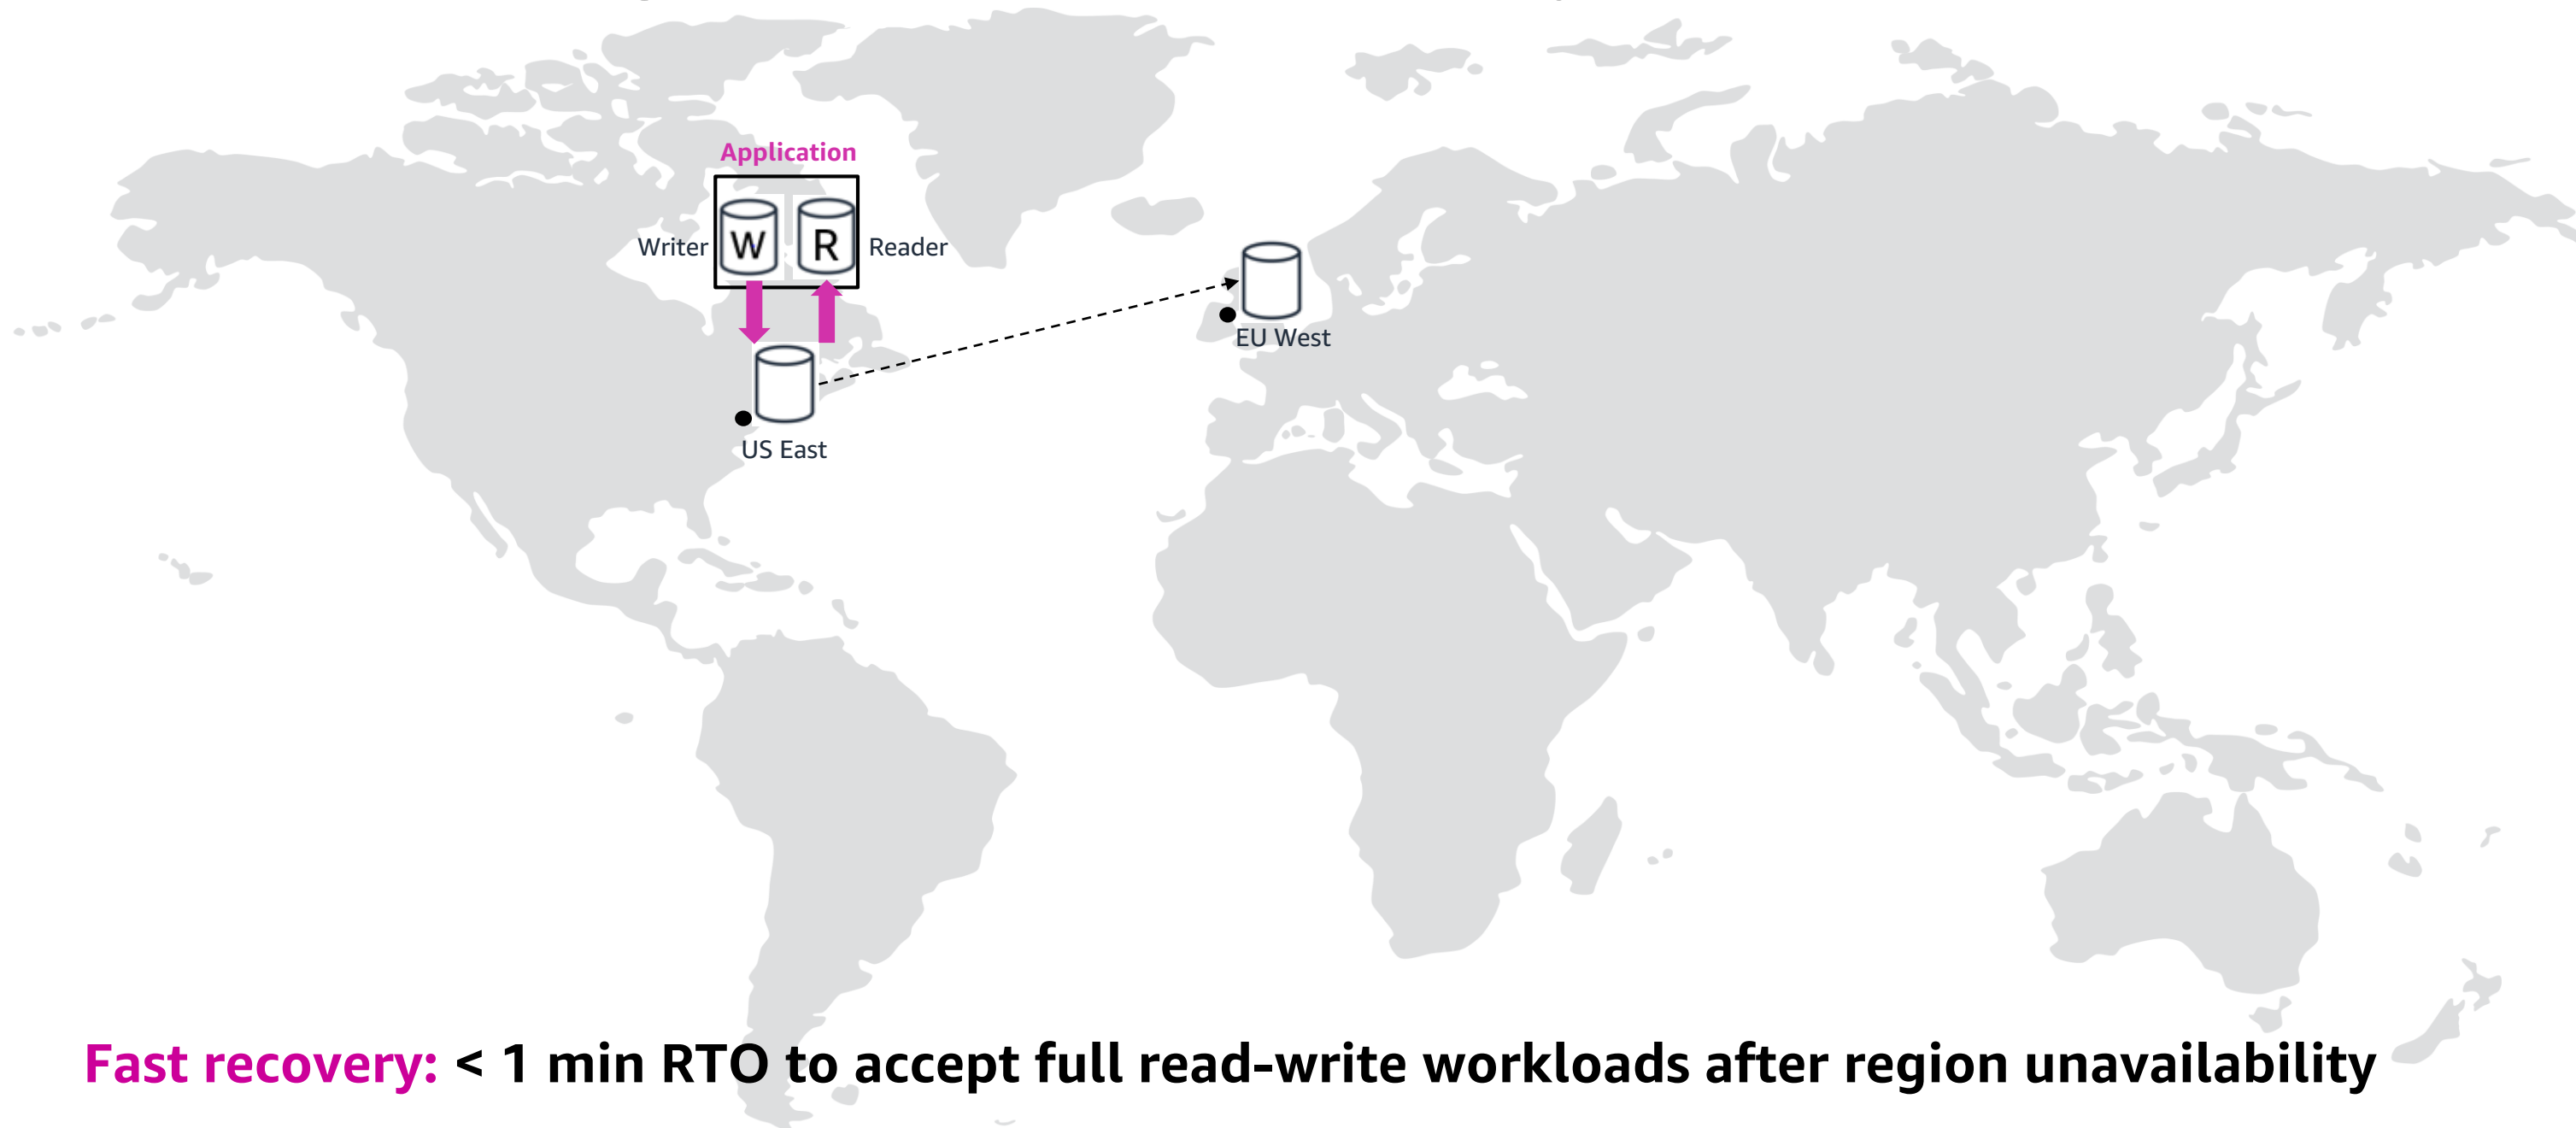 Application
Writer W R Reader
EU West
US East
Fast recovery: < 1 min RTO to accept full read-write workloads after region unavailability